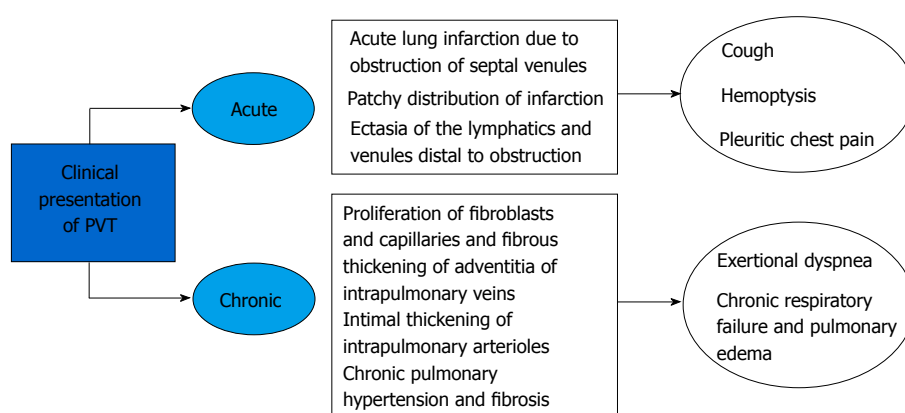 Clinical
presentation
of PVT
Acute
Acute lung infarction due to
obstruction of septal venules
Patchy distribution of infarction
Ectasia of the lymphatics and
venules distal to obstruction
Cough
Hemoptysis
Pleuritic chest pain
Chronic
Proliferation of fibroblasts
and capillaries and fibrous
thickening of adventitia of
intrapulmonary veins
Intimal thickening of
intrapulmonary arterioles
Chronic pulmonary
hypertension and fibrosis
Exertional dyspnea
Chronic respiratory
failure and pulmonary
edema